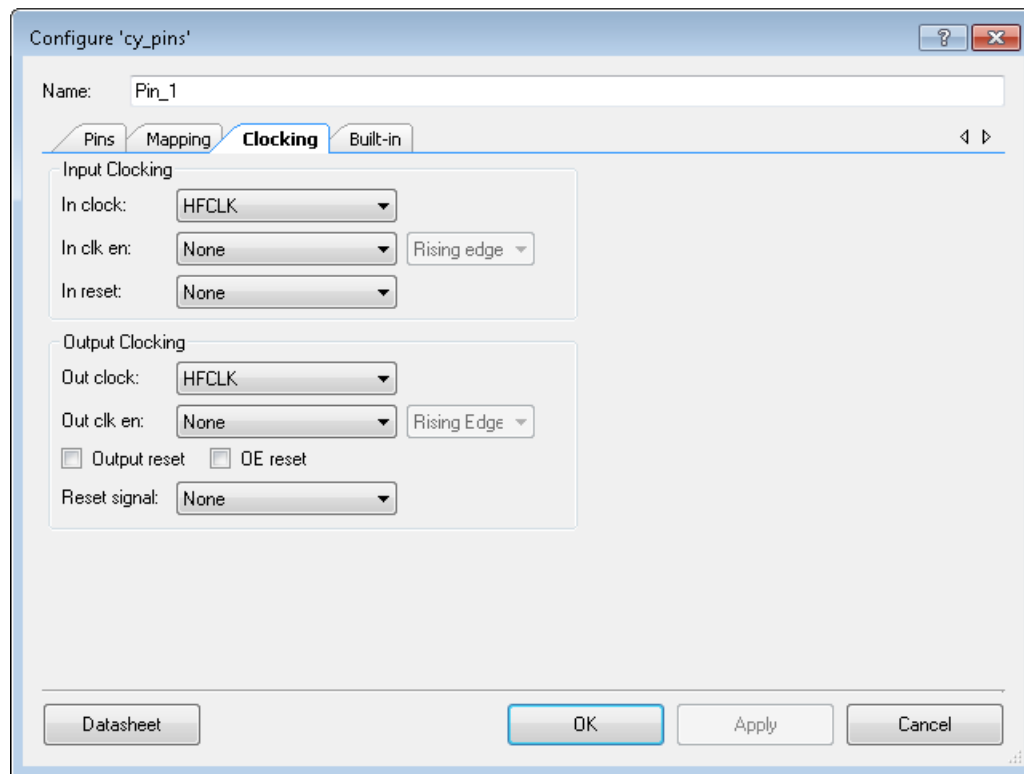 Configure 'cy_pins'
?
Name: Pin_1
Pins Mapping Clocking Built-in
Input Clocking
In clock: HFCLK
In clk en: None Rising edge
In reset: None
Output Clocking
Out clock: HFCLK
Out clk en: None Rising Edge
Output reset OE reset
Reset signal: None
Datasheet OK Apply Cancel